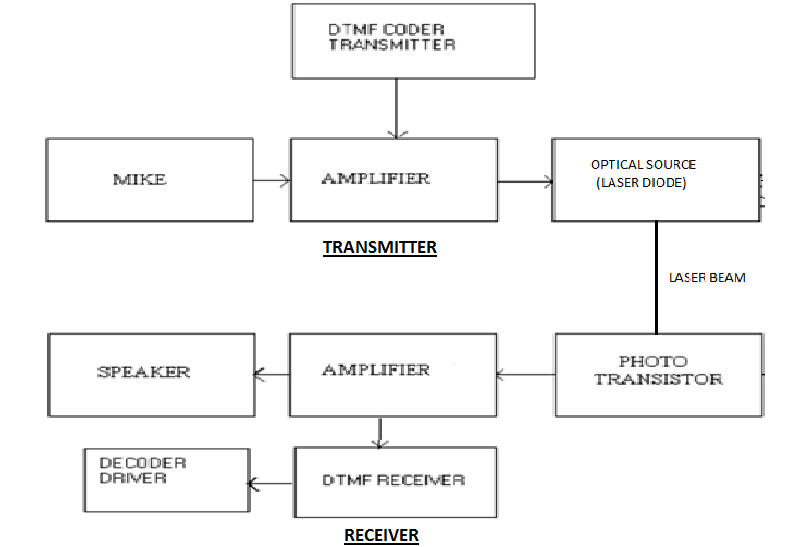 DTMF CODER
TRANSMITTER
MIKE
AMPLIFIER
OPTICAL SOURCE
(LASER DIODE)
TRANSMITTER
LASER BEAM
SPEAKER
AMPLIFIER
PHOTO
TRANSISTOR
DECODER
DRIVER
DTMF RECEIVER
RECEIVER